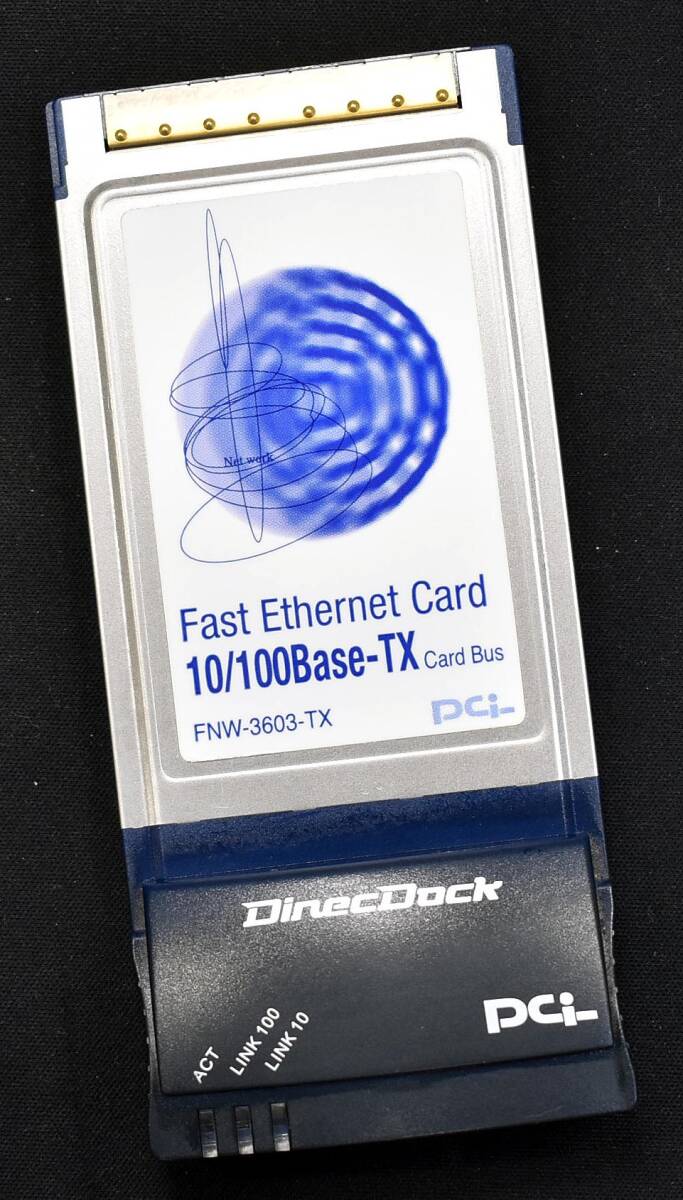 Net work
Fast Ethernet Card
10/100Base-TX Card Bus
FNW-3603-TX
PCi
DirecDock
PCi
ACT
LINK 100
LINK 10